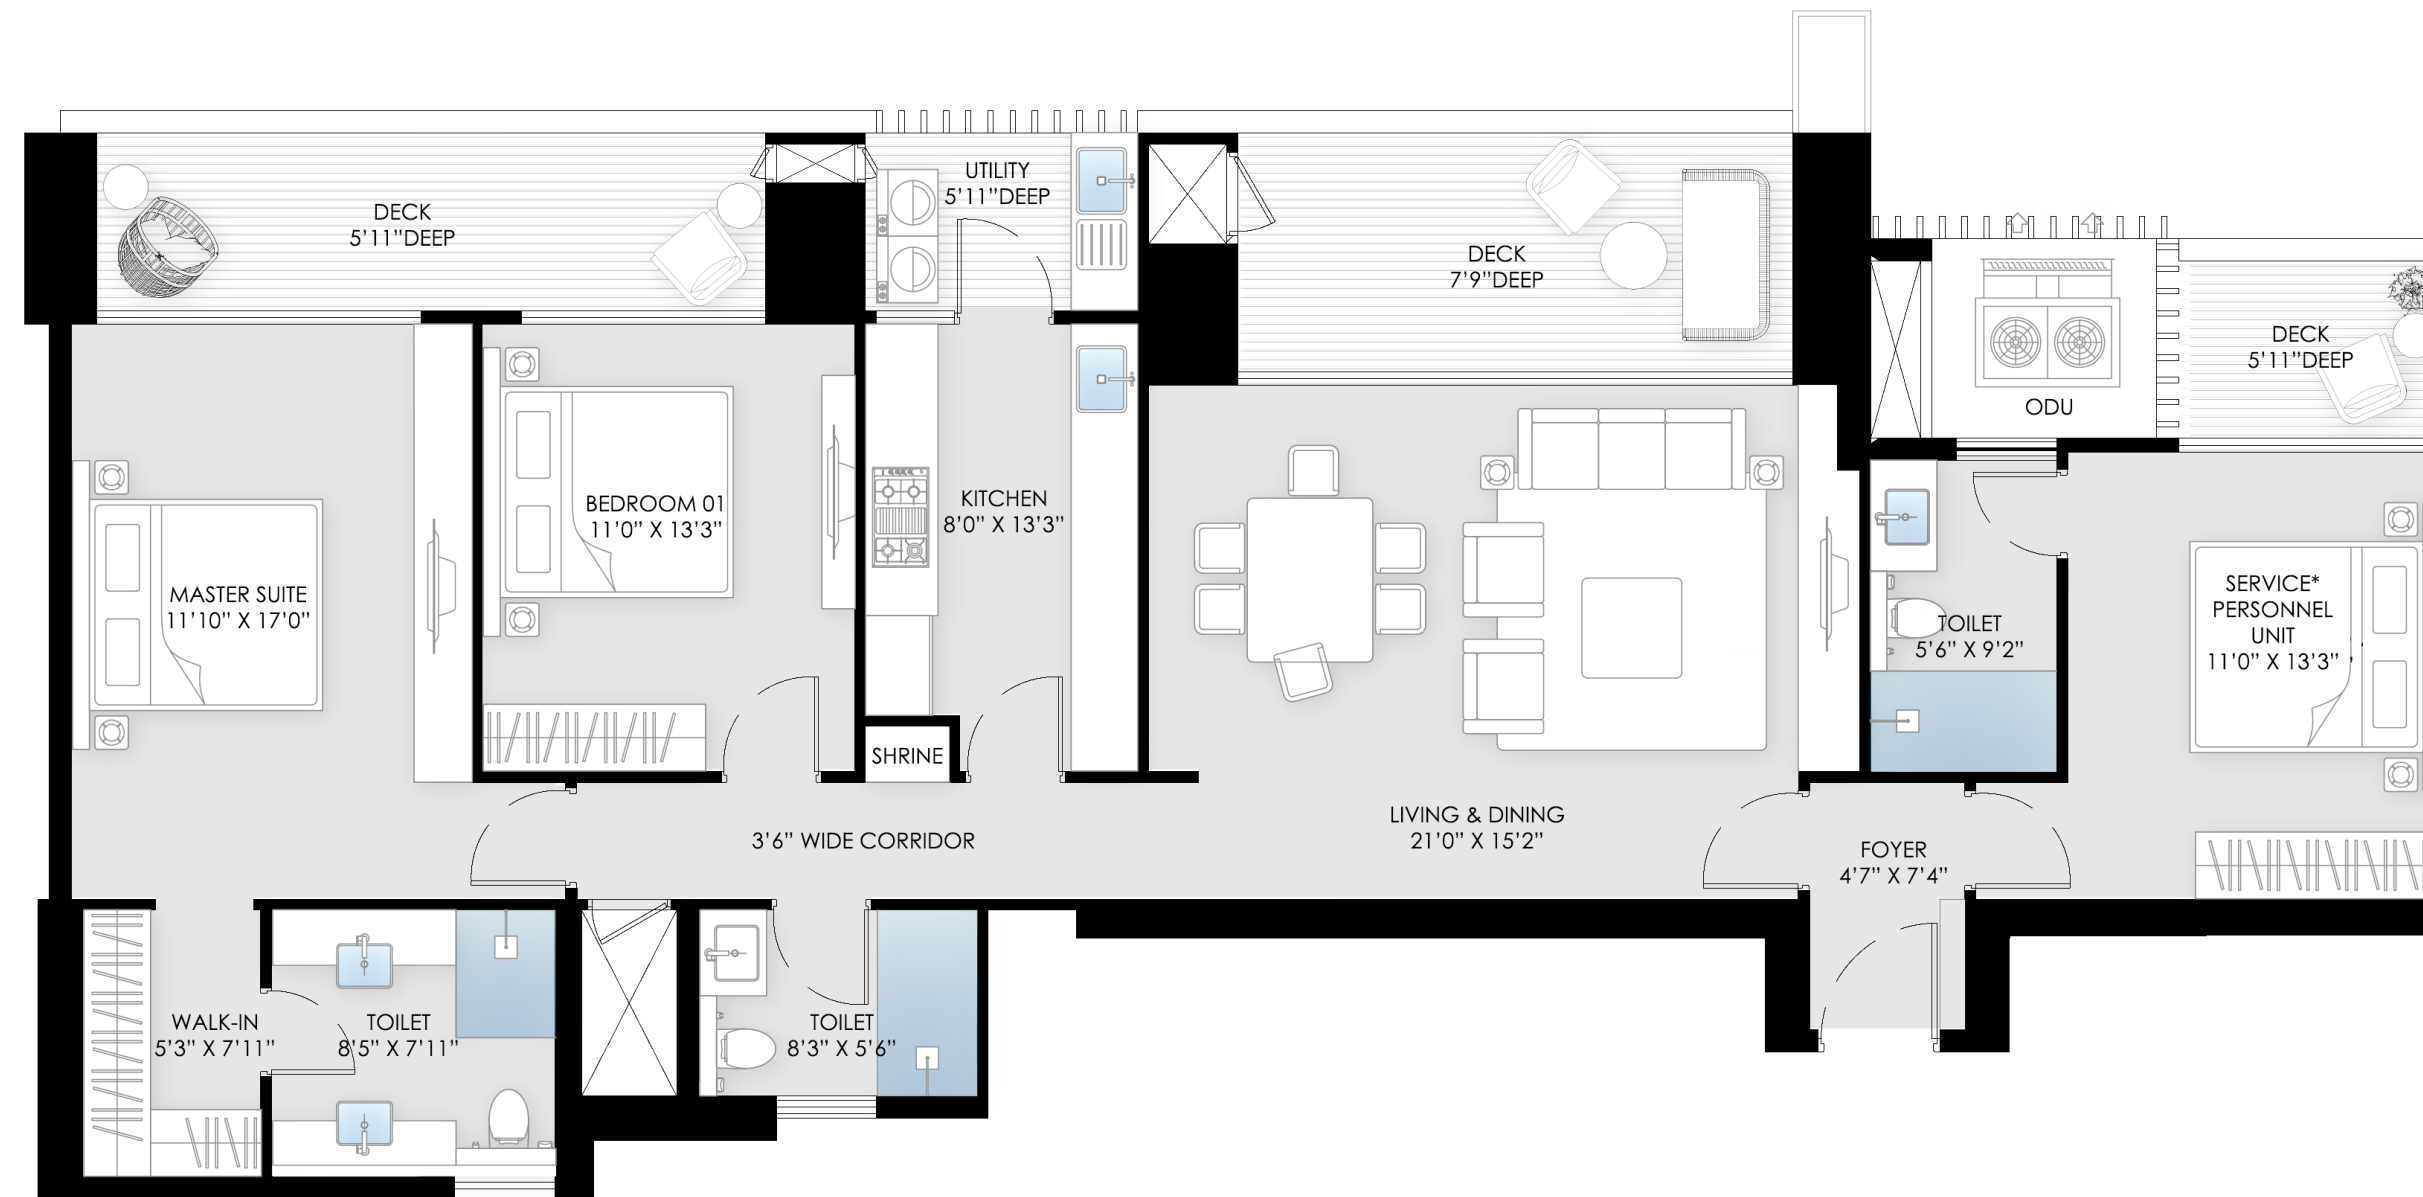 UTILITY
5’11”DEEP
DECK
5’11”DEEP
DECK
7’9”DEEP
DECK
5’11”DEEP
ODU
MASTER SUITE
11’10” X 17’0”
BEDROOM 01
11’0” X 13’3”
KITCHEN
8’0” X 13’3”
SERVICE*
PERSONNEL
UNIT
11’0” X 13’3”
TOILET
5’6” X 9’2”
SHRINE
3’6” WIDE CORRIDOR
LIVING & DINING
21’0” X 15’2”
FOYER
4’7” X 7’4”
WALK-IN
5’3” X 7’11”
TOILET
8’5” X 7’11”
TOILET
8’3” X 5’6”